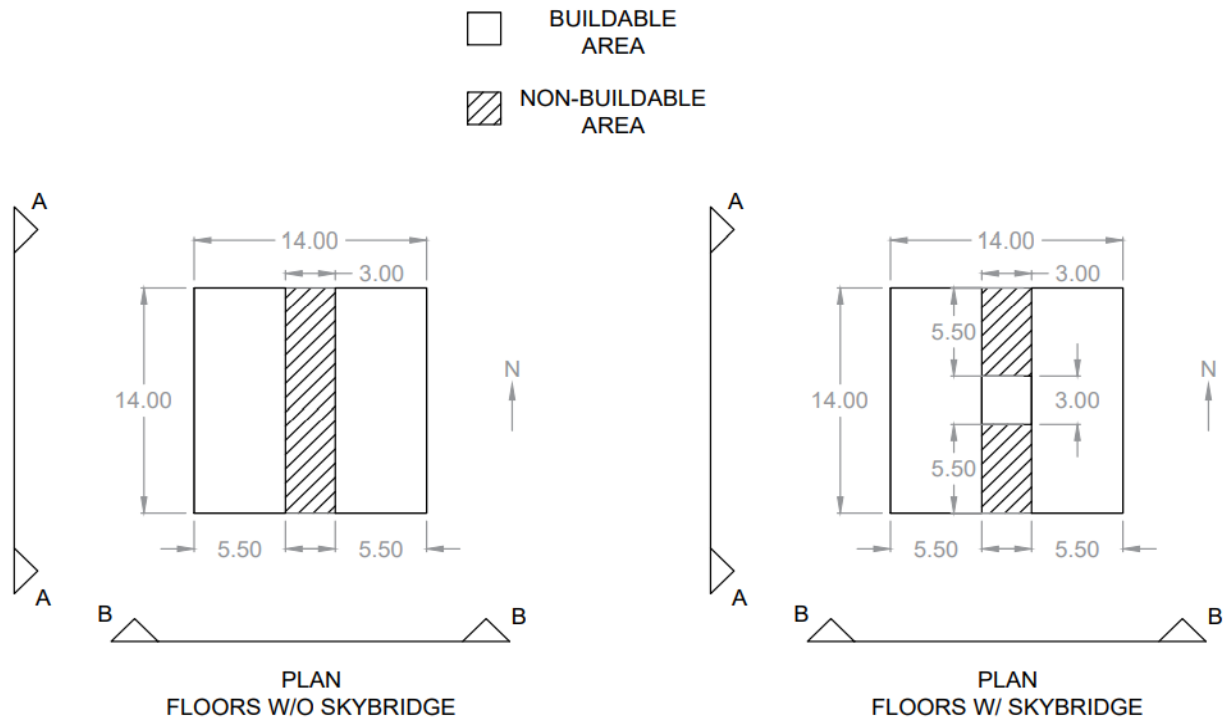 BUILDABLE
AREA
NON-BUILDABLE
AREA
A
A
14.00
3.00
14.00
N
5.50
5.50
B
B
PLAN
FLOORS W/O SKYBRIDGE
A
A
14.00
3.00
5.50
14.00
3.00
N
5.50
5.50
5.50
B
B
PLAN
FLOORS W/ SKYBRIDGE